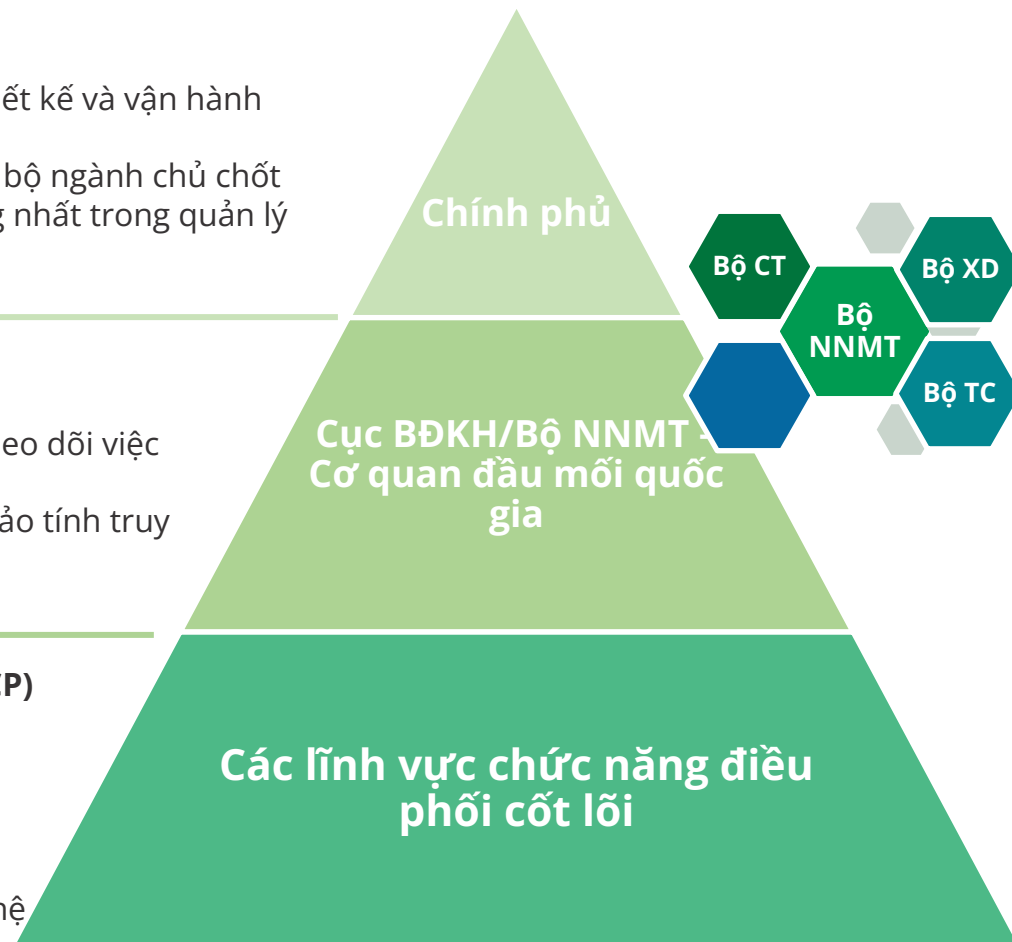 ết kế và vận hành
bộ ngành chủ chốt
g nhất trong quản lý
Chính phủ
Bộ CT
Bộ XD
Bộ
NNMT
Bộ TC
eo dõi việc
ảo tính truy
Cục BĐKH/Bộ NNMT -
Cơ quan đầu mối quốc
gia
CP)
Các lĩnh vực chức năng điều
phối cốt lõi
hệ